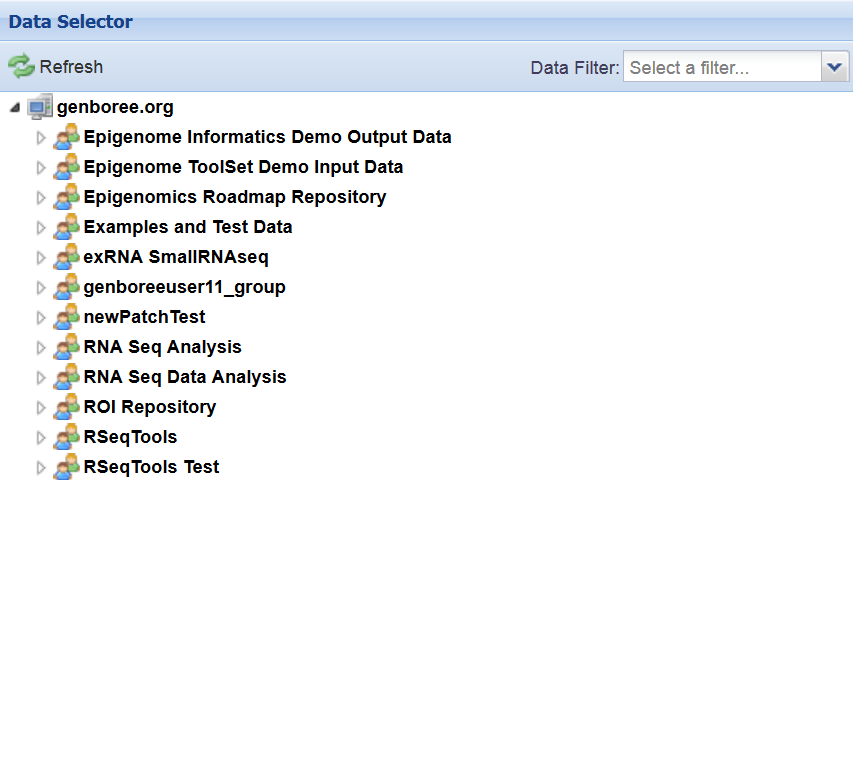 Data Selector
Refresh Data Filter: Select a filter...
genboree.org
Epigenome Informatics Demo Output Data
Epigenome ToolSet Demo Input Data
Epigenomics Roadmap Repository
Examples and Test Data
exRNA SmallRNAseq
genboreeuser11_group
newPatchTest
RNA Seq Analysis
RNA Seq Data Analysis
ROI Repository
RSeqTools
RSeqTools Test